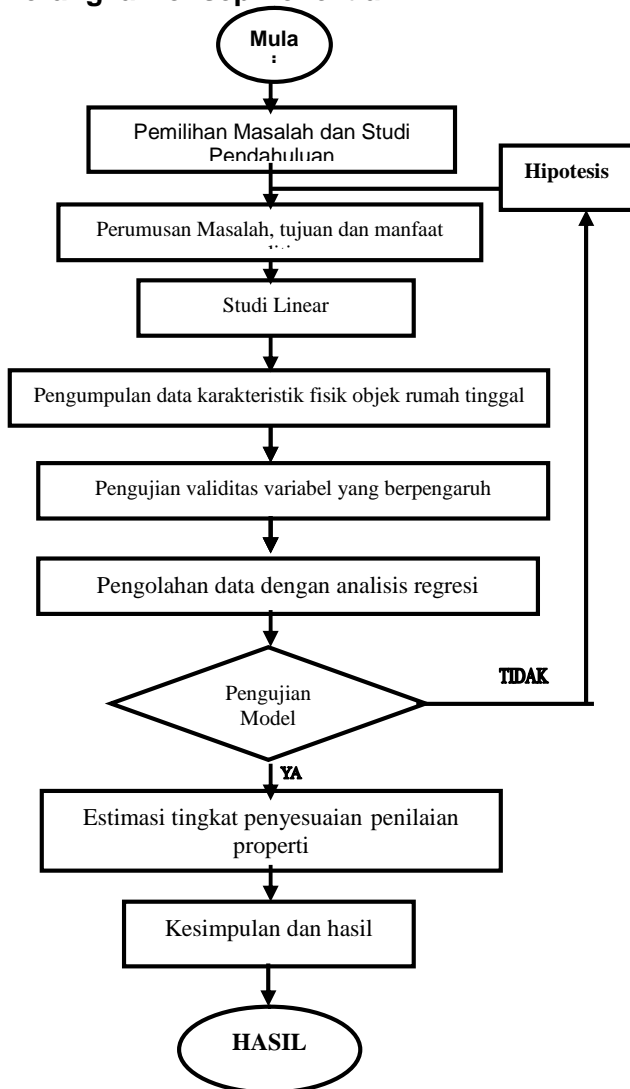 Mula
Pemilihan Masalah dan Studi
Pendahuluan
Hipotesis
Perumusan Masalah, tujuan dan manfaat
Studi Linear
Pengumpulan data karakteristik fisik objek rumah tinggal
Pengujian validitas variabel yang berpengaruh
Pengolahan data dengan analisis regresi
Pengujian
Model
TIDAK
YA
Estimasi tingkat penyesuaian penilaian
properti
Kesimpulan dan hasil
HASIL